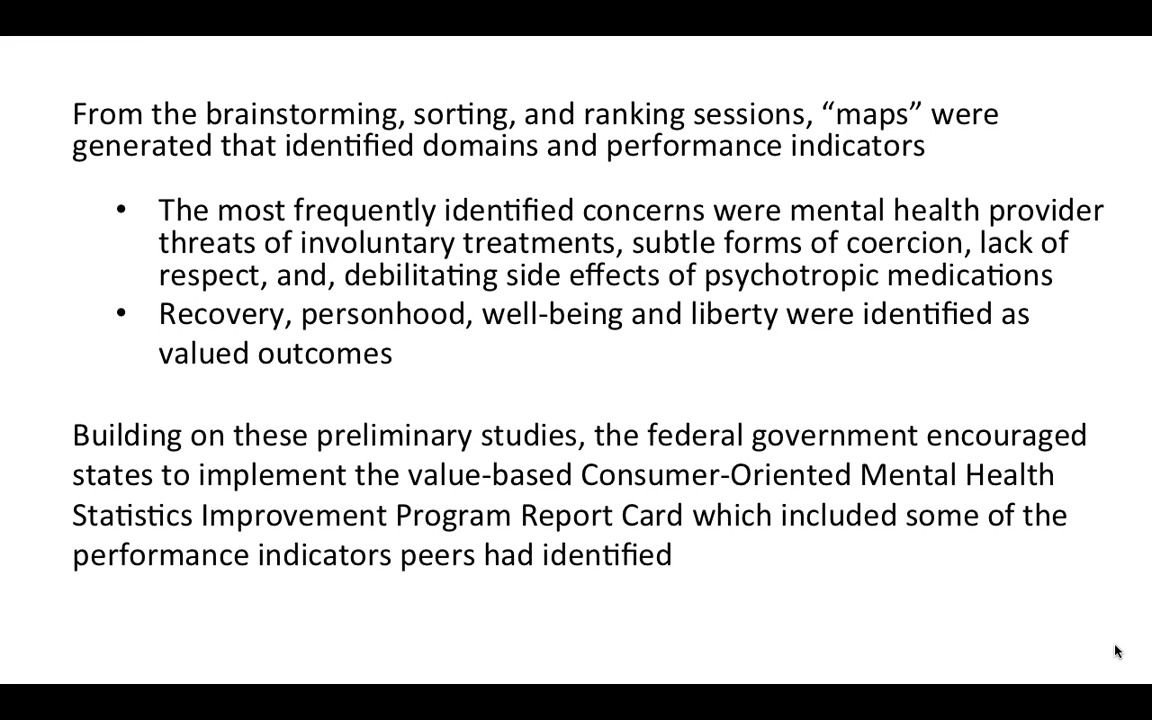 From the brainstorming, sorting, and ranking sessions, “maps” were
generated that identified domains and performance indicators
• The most frequently identified concerns were mental health provider
threats of involuntary treatments, subtle forms of coercion, lack of
respect, and, debilitating side effects of psychotropic medications
• Recovery, personhood, well-being and liberty were identified as
valued outcomes
Building on these preliminary studies, the federal government encouraged
states to implement the value-based Consumer-Oriented Mental Health
Statistics Improvement Program Report Card which included some of the
performance indicators peers had identified